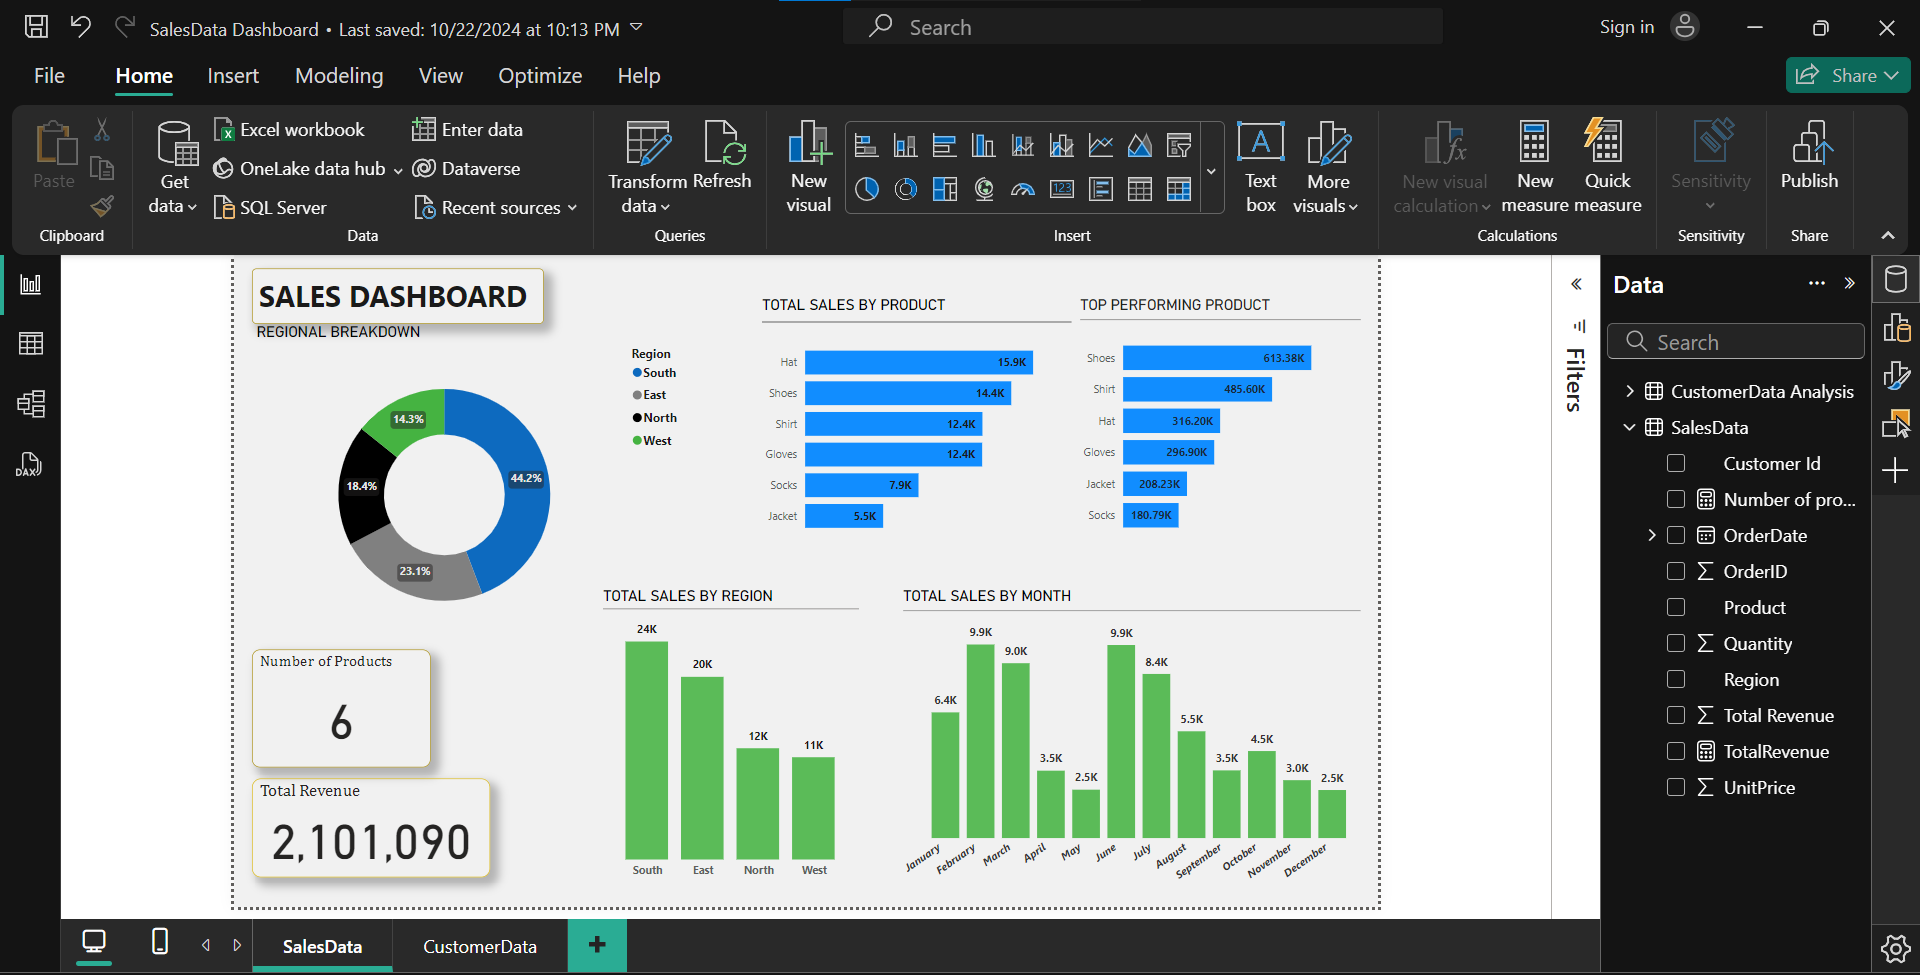 SalesData Dashboard • Last saved: 10/22/2024 at 10:13 PM
Search
Sign in
File
Home
Insert
Modeling
View
Optimize
Help
Share
Paste
Clipboard
Get data
Excel workbook
OneLake data hub
SQL Server
Enter data
Dataverse
Recent sources
Data
Transform data
Refresh
Queries
New visual
123
A
Text box
More visuals
Insert
New visual calculation
New measure
Quick measure
Calculations
Sensitivity
Sensitivity
Publish
Share
DAX
SALES DASHBOARD
REGIONAL BREAKDOWN
14.3%
44.2%
18.4%
23.1%
Region
South
East
North
West
TOTAL SALES BY PRODUCT
Hat 15.9K
Shoes 14.4K
Shirt 12.4K
Gloves 12.4K
Socks 7.9K
Jacket 5.5K
TOP PERFORMING PRODUCT
Shoes 613.38K
Shirt 485.60K
Hat 316.20K
Gloves 296.90K
Jacket 208.23K
Socks 180.79K
Number of Products
6
Total Revenue
2,101,090
TOTAL SALES BY REGION
24K
20K
12K
11K
South East North West
TOTAL SALES BY MONTH
6.4K
9.9K
9.0K
3.5K
2.5K
9.9K
8.4K
5.5K
3.5K
4.5K
3.0K
2.5K
January February March April May June July August September October November December
Filters
Data
Search
CustomerData Analysis
SalesData
Customer Id
Number of pro...
OrderDate
OrderID
Product
Quantity
Region
Total Revenue
TotalRevenue
UnitPrice
SalesData
CustomerData